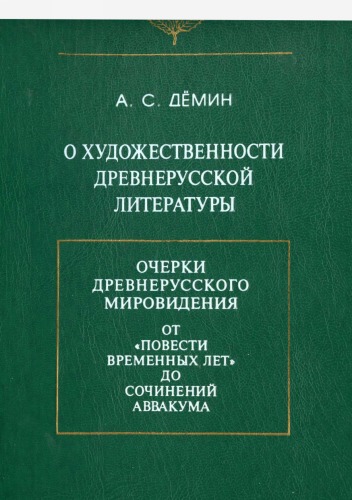 А. С. ДЁМИН
О ХУДОЖЕСТВЕННОСТИ
ДРЕВНЕРУССКОЙ
ЛИТЕРАТУРЫ
ОЧЕРКИ
ДРЕВНЕРУССКОГО
МИРОВИДЕНИЯ
ОТ
«ПОВЕСТИ
ВРЕМЕННЫХ ЛЕТ»
ДО
СОЧИНЕНИЙ
АВВАКУМА